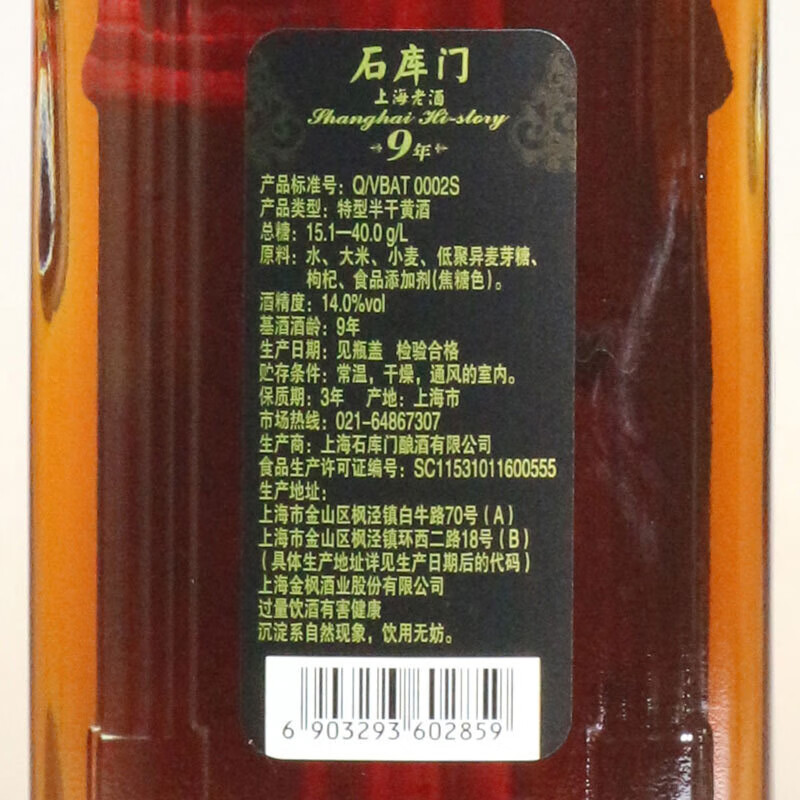 石库门
上海老酒
Shanghai Hi-story
9年
产品标准号：Q/VBAT 0002S
产品类型：特型半干黄酒
总糖：15.1—40.0 g/L
原料：水、大米、小麦、低聚异麦芽糖、
枸杞、食品添加剂(焦糖色)。
酒精度：14.0%vol
基酒酒龄：9年
生产日期：见瓶盖 检验合格
贮存条件：常温，干燥，通风的室内。
保质期：3年 产地：上海市
市场热线：021-64867307
生产商：上海石库门酿酒有限公司
食品生产许可证编号：SC11531011600555
生产地址：
上海市金山区枫泾镇白牛路70号(A)
上海市金山区枫泾镇环西二路18号(B)
(具体生产地址详见生产日期后的代码)
上海金枫酒业股份有限公司
过量饮酒有害健康
沉淀系自然现象，饮用无妨。
6 903293 602859